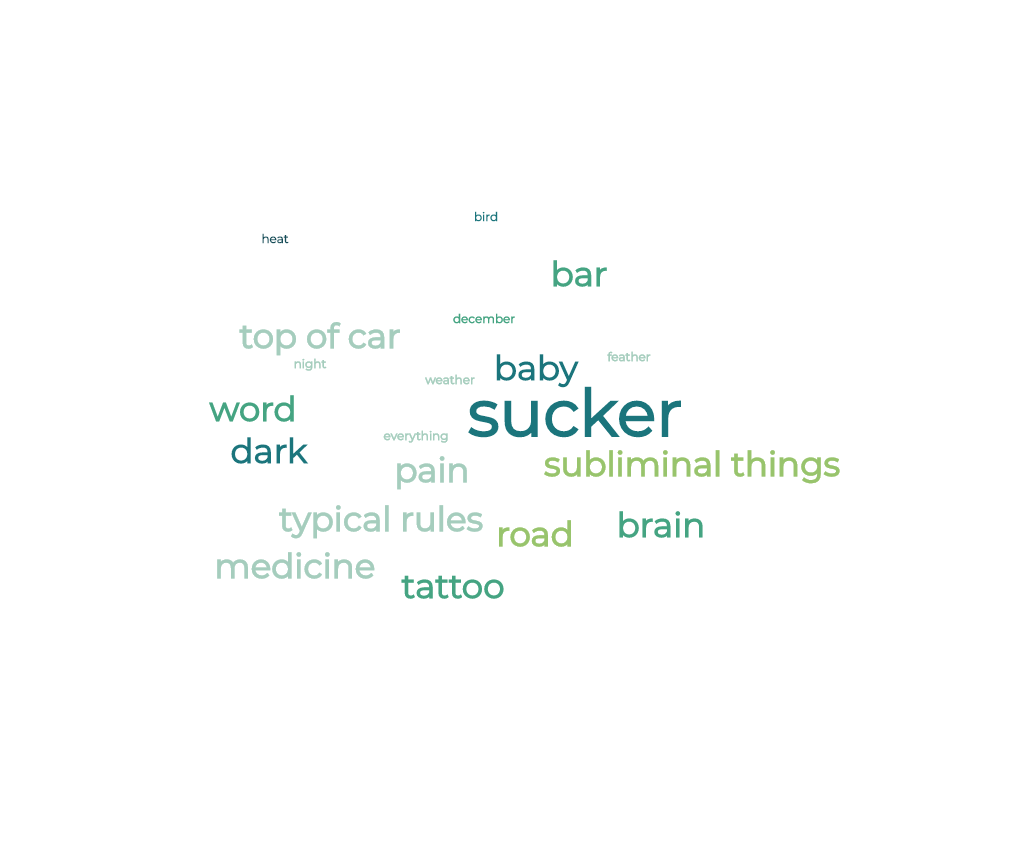 bird
heat
bar
december
top of car
feather
night
baby
weather
word
sucker
everything
dark
subliminal things
pain
typical rules
brain
road
medicine
tattoo